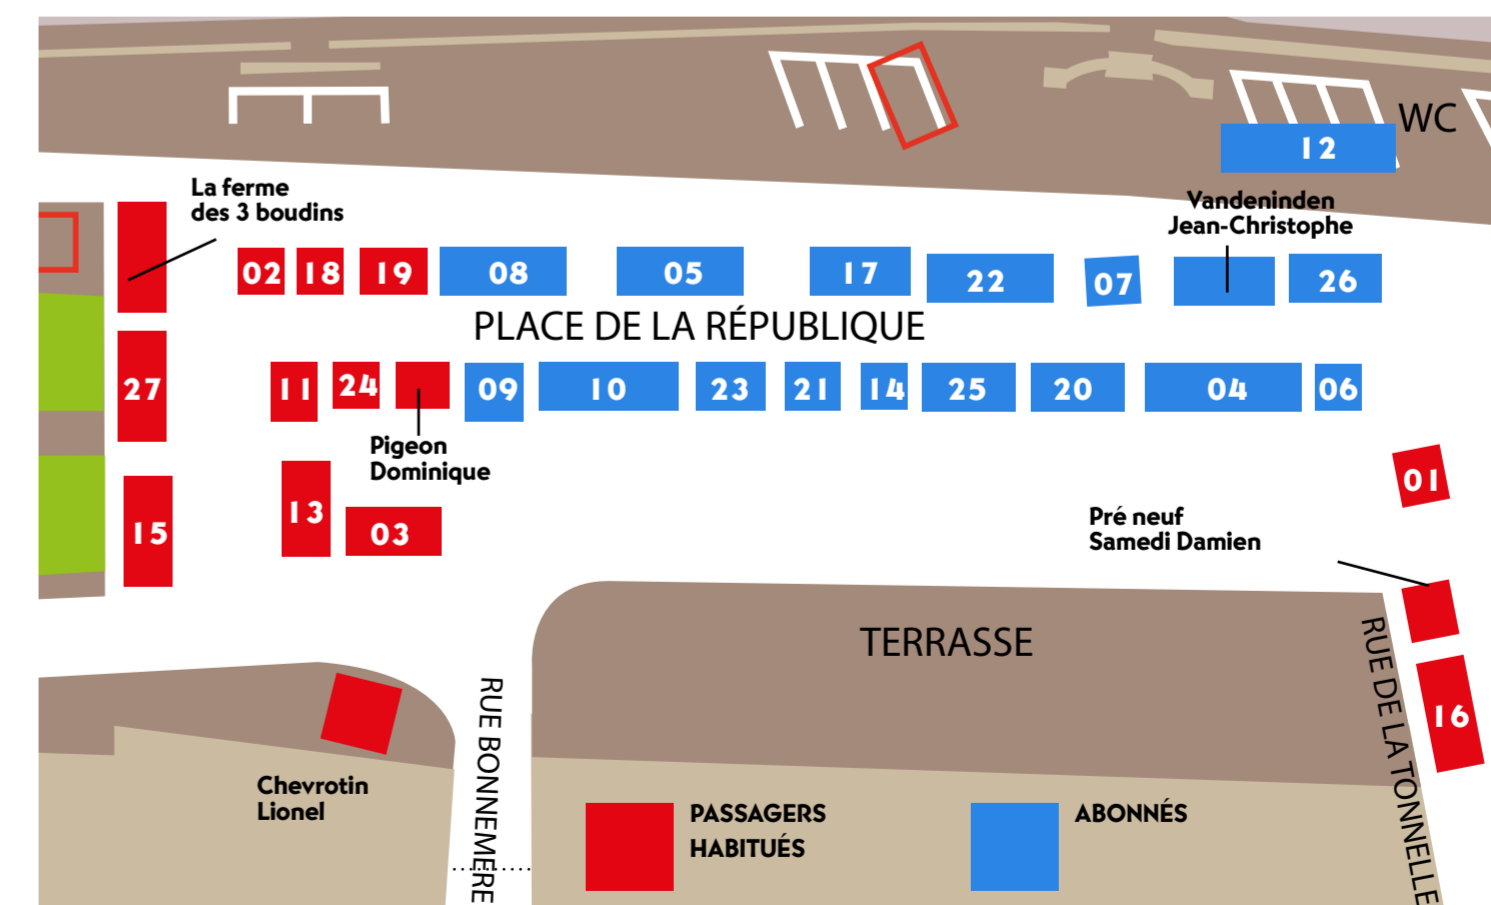 WC
12
La ferme
des 3 boudins
Vandeninden
Jean-Christophe
02
18
19
08
05
17
22
07
26
PLACE DE LA RÉPUBLIQUE
27
11
24
09
10
23
21
14
25
20
04
06
Pigeon
Dominique
01
15
13
03
Pré neuf
Samedi Damien
TERRASSE
RUE DE LA TONNELLE
16
RUE BONNEMERE
Chevrotin
Lionel
PASSAGERS
HABITUÉS
ABONNÉS